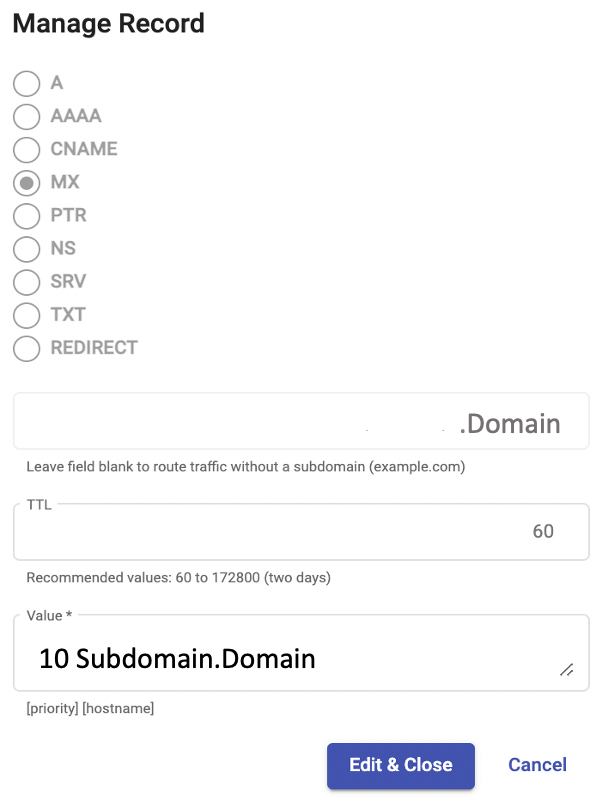 Manage Record
A
AAAA
CNAME
MX
PTR
NS
SRV
TXT
REDIRECT
.Domain
Leave field blank to route traffic without a subdomain (example.com)
TTL
60
Recommended values: 60 to 172800 (two days)
Value *
10 Subdomain.Domain
[priority] [hostname]
Edit & Close Cancel